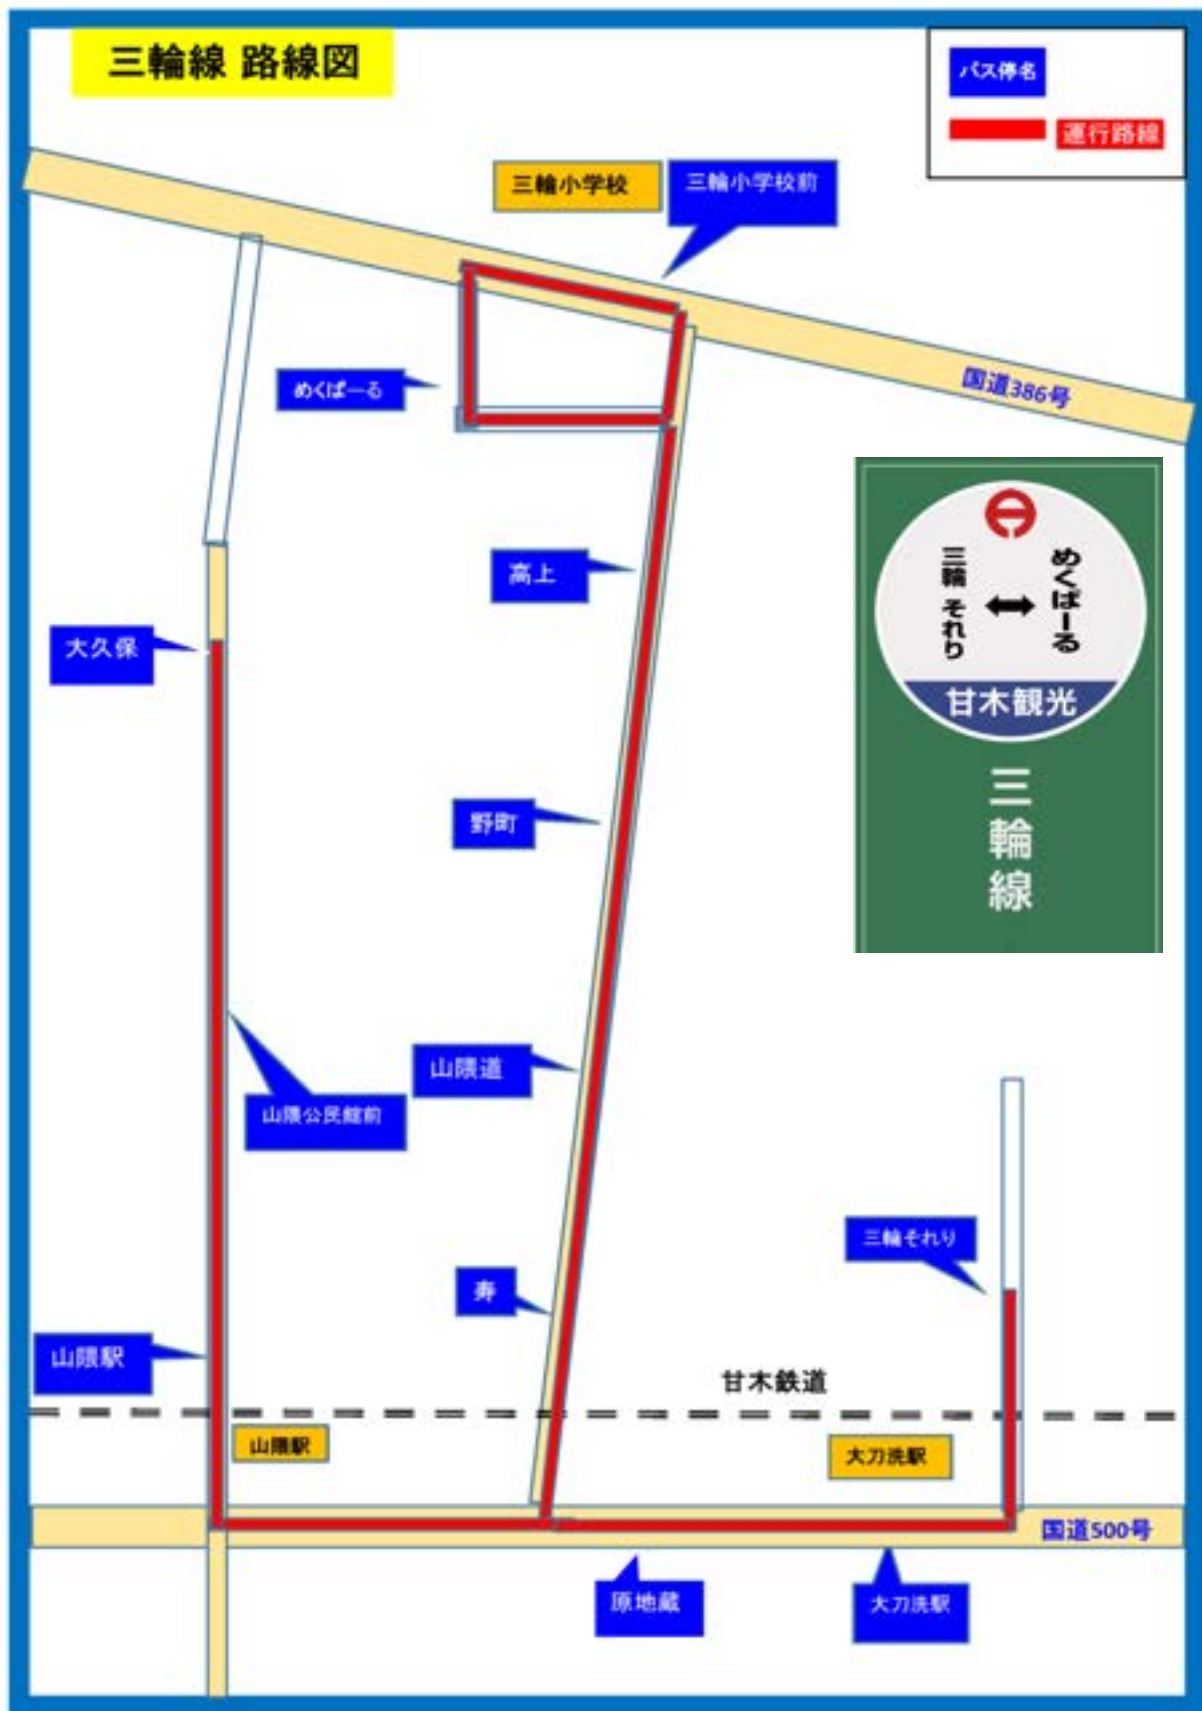 三輪線 路線図
バス停名
運行路線
三輪小学校
三輪小学校前
国道386号
めくばーる
高上
大久保
めくばーる
三輪 それり
甘木観光
三輪線
野町
山隈道
山隈公民館前
三輪それり
寿
山隈駅
甘木鉄道
山隈駅
大刀洗駅
国道500号
原地蔵
大刀洗駅